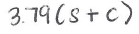 3.79(s + c)